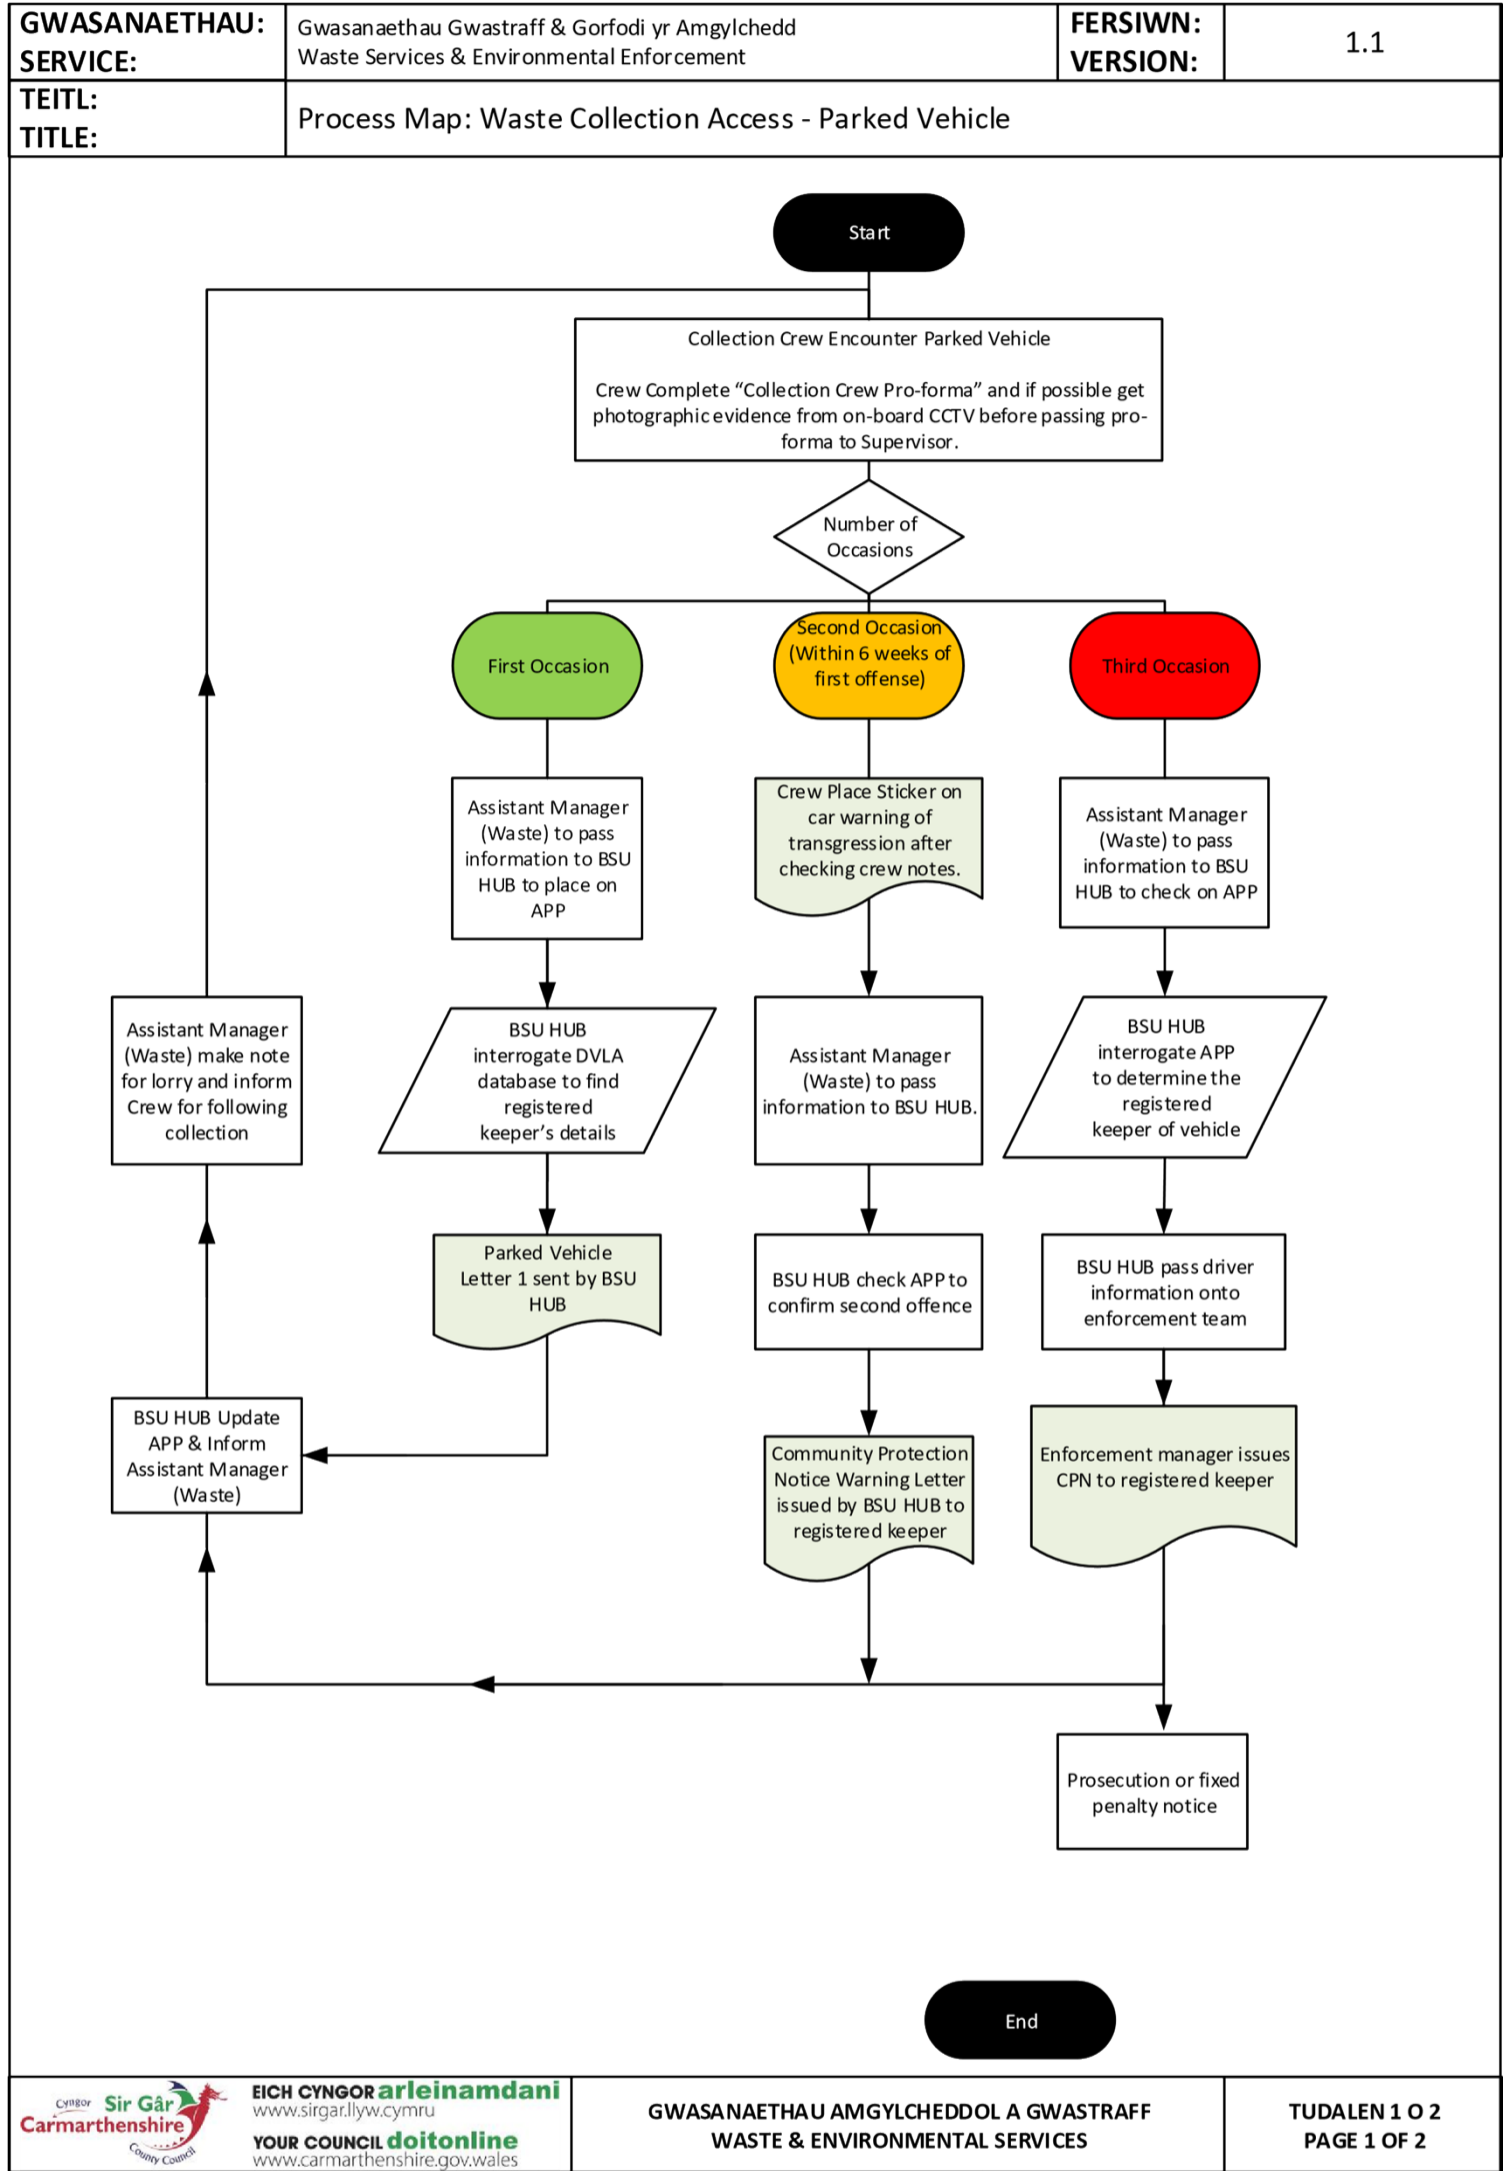 GWASANAETHAU:
SERVICE:
Gwasanaethau Gwastraff & Gorfodi yr Amgylchedd
Waste Services & Environmental Enforcement
FERSIWN:
VERSION:
1.1
TEITL:
TITLE:
Process Map: Waste Collection Access - Parked Vehicle
Start
Collection Crew Encounter Parked Vehicle
Crew Complete “Collection Crew Pro-forma” and if possible get
photographic evidence from on-board CCTV before passing pro-
forma to Supervisor.
Number of
Occasions
First Occasion
Second Occasion
(Within 6 weeks of
first offense)
Third Occasion
Assistant Manager
(Waste) to pass
information to BSU
HUB to place on
APP
Crew Place Sticker on
car warning of
transgression after
checking crew notes.
Assistant Manager
(Waste) to pass
information to BSU
HUB to check on APP
Assistant Manager
(Waste) make note
for lorry and inform
Crew for following
collection
BSU HUB
interrogate DVLA
database to find
registered
keeper’s details
Assistant Manager
(Waste) to pass
information to BSU HUB.
BSU HUB
interrogate APP
to determine the
registered
keeper of vehicle
Parked Vehicle
Letter 1 sent by BSU
HUB
BSU HUB check APP to
confirm second offence
BSU HUB pass driver
information onto
enforcement team
BSU HUB Update
APP & Inform
Assistant Manager
(Waste)
Community Protection
Notice Warning Letter
issued by BSU HUB to
registered keeper
Enforcement manager issues
CPN to registered keeper
Prosecution or fixed
penalty notice
End
Cyngor Sir Gâr
Carmarthenshire
County Council
EICH CYNGOR arleinamdani
www.sirgar.llyw.cymru
YOUR COUNCIL doitonline
www.carmarthenshire.gov.wales
GWASANAETHAU AMGYLCHEDDOL A GWASTRAFF
WASTE & ENVIRONMENTAL SERVICES
TUDALEN 1 O 2
PAGE 1 OF 2